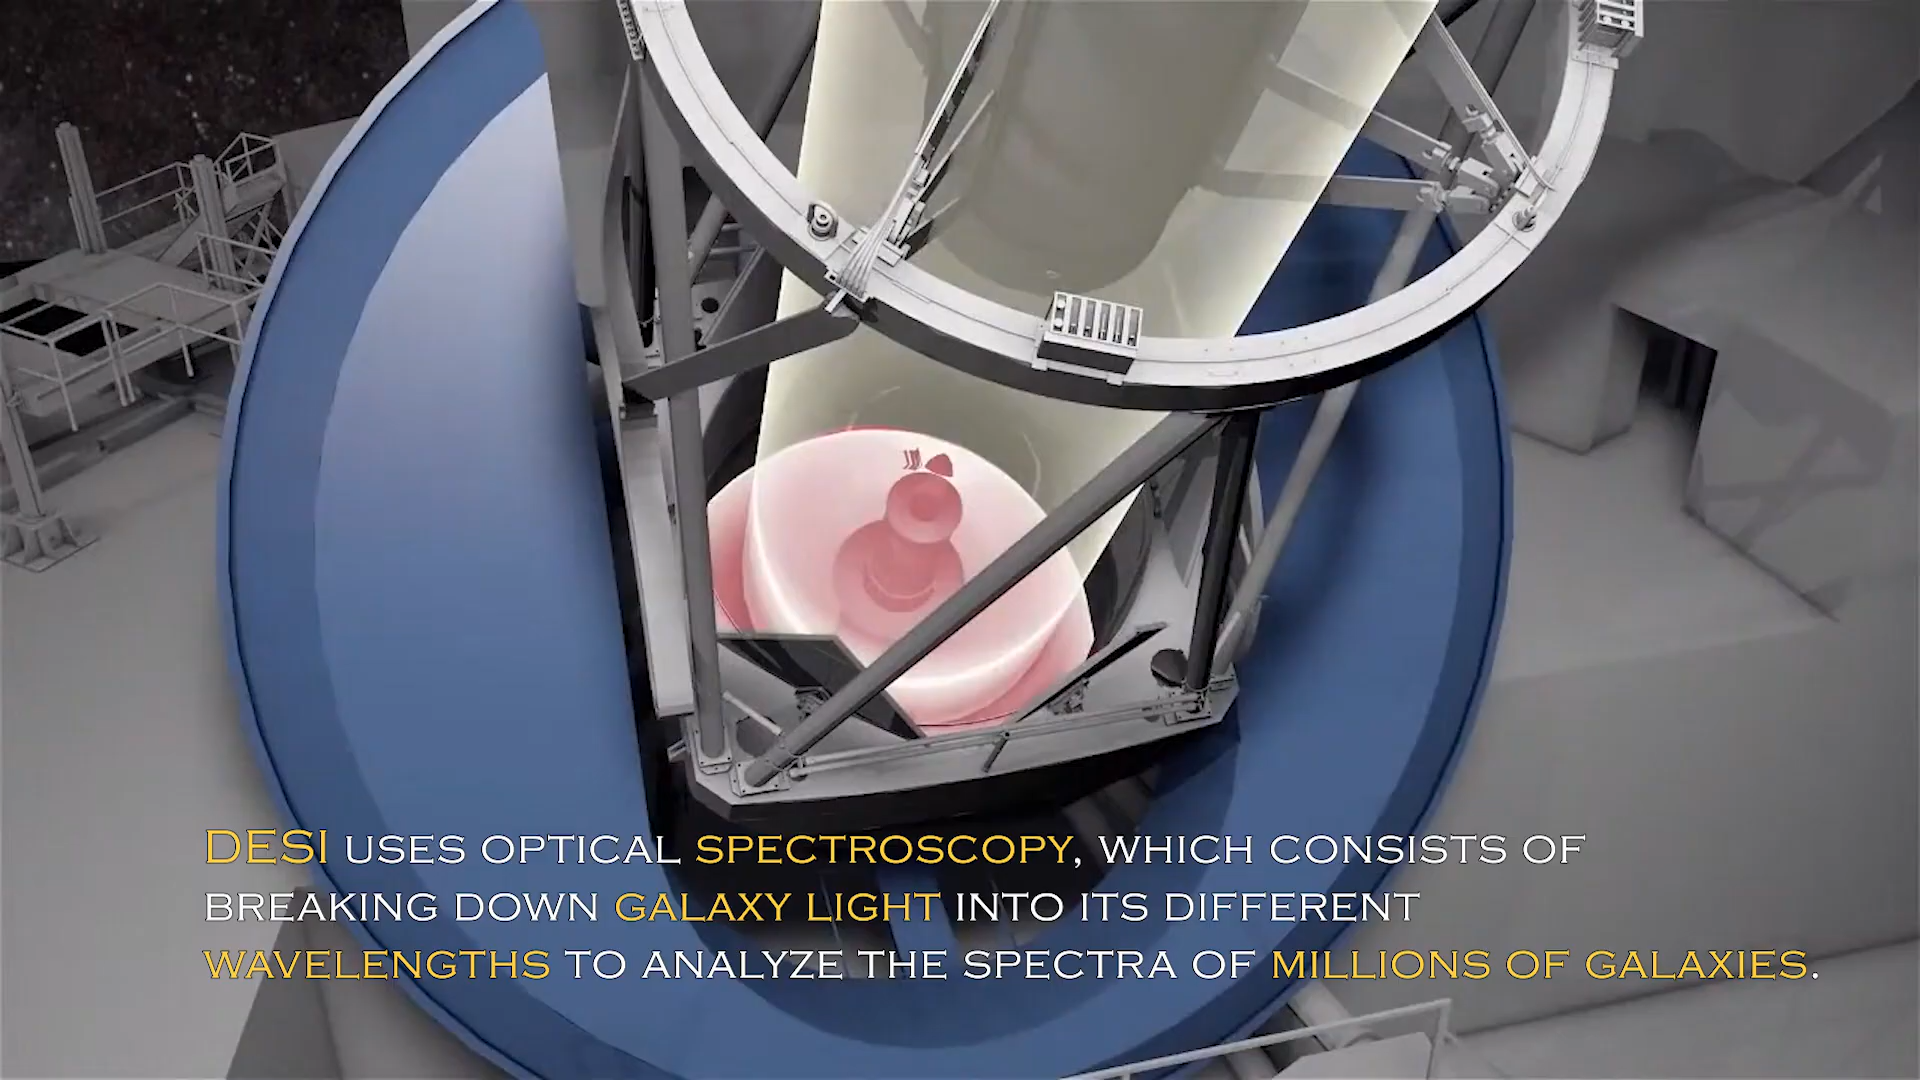 DESI USES OPTICAL SPECTROSCOPY, WHICH CONSISTS OF
BREAKING DOWN GALAXY LIGHT INTO ITS DIFFERENT
WAVELENGTHS TO ANALYZE THE SPECTRA OF MILLIONS OF GALAXIES.